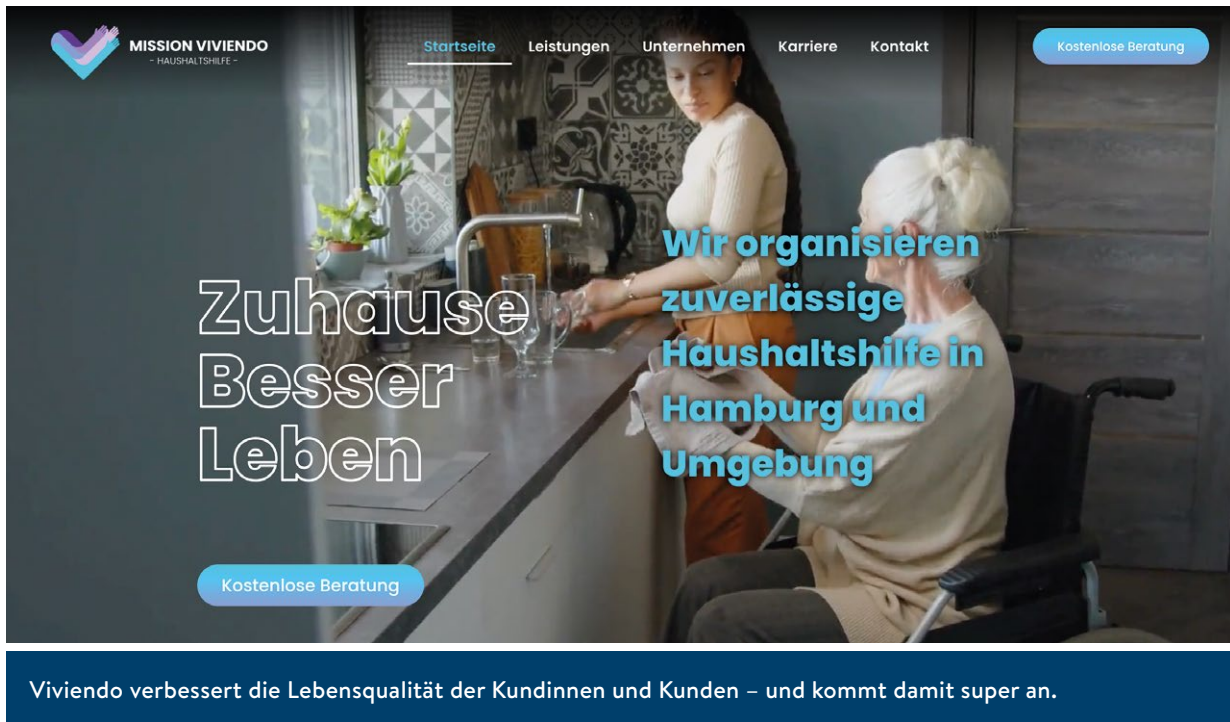 MISSION VIVIENDO
- HAUSHALTSHILFE -
Startseite Leistungen Unternehmen Karriere Kontakt
Kostenlose Beratung
Zuhause
Besser
Leben
Wir organisieren
zuverlässige
Haushaltshilfe in
Hamburg und
Umgebung
Kostenlose Beratung
Viviendo verbessert die Lebensqualität der Kundinnen und Kunden – und kommt damit super an.